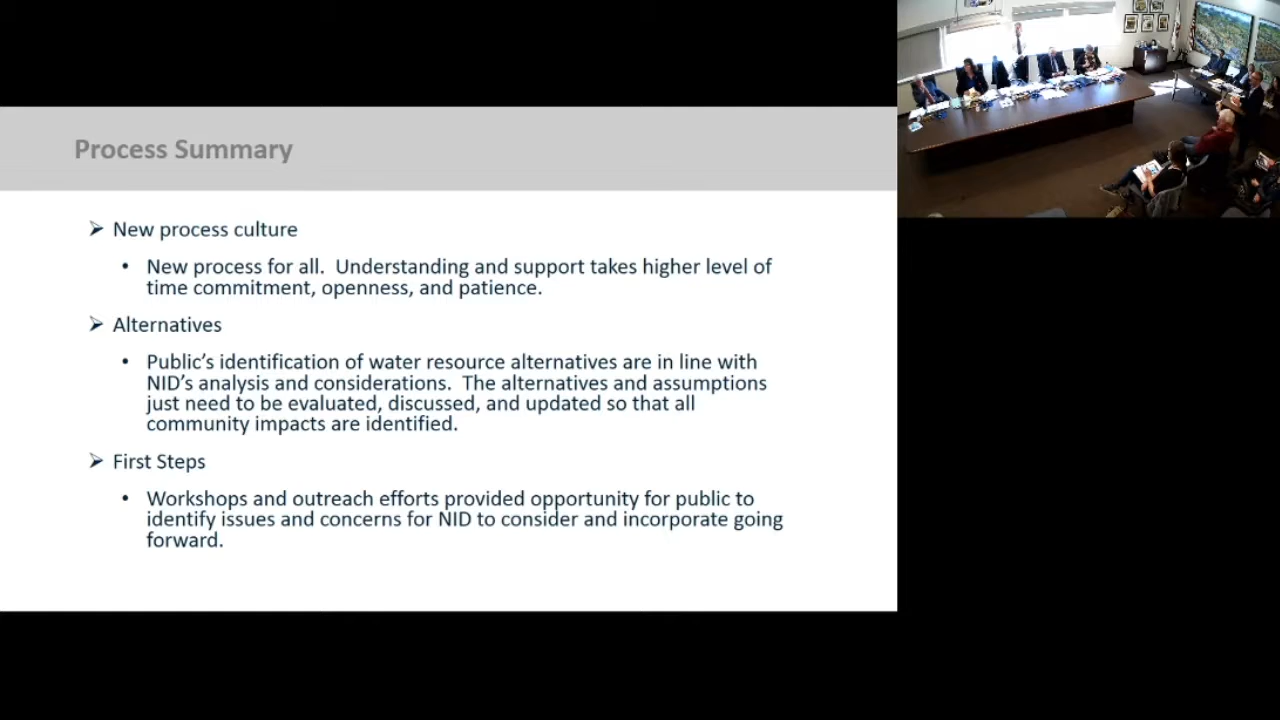 Process Summary
New process culture
New process for all.  Understanding and support takes higher level of
time commitment, openness, and patience.
Alternatives
Public’s identification of water resource alternatives are in line with
NID’s analysis and considerations.  The alternatives and assumptions
just need to be evaluated, discussed, and updated so that all
community impacts are identified.
First Steps
Workshops and outreach efforts provided opportunity for public to
identify issues and concerns for NID to consider and incorporate going
forward.